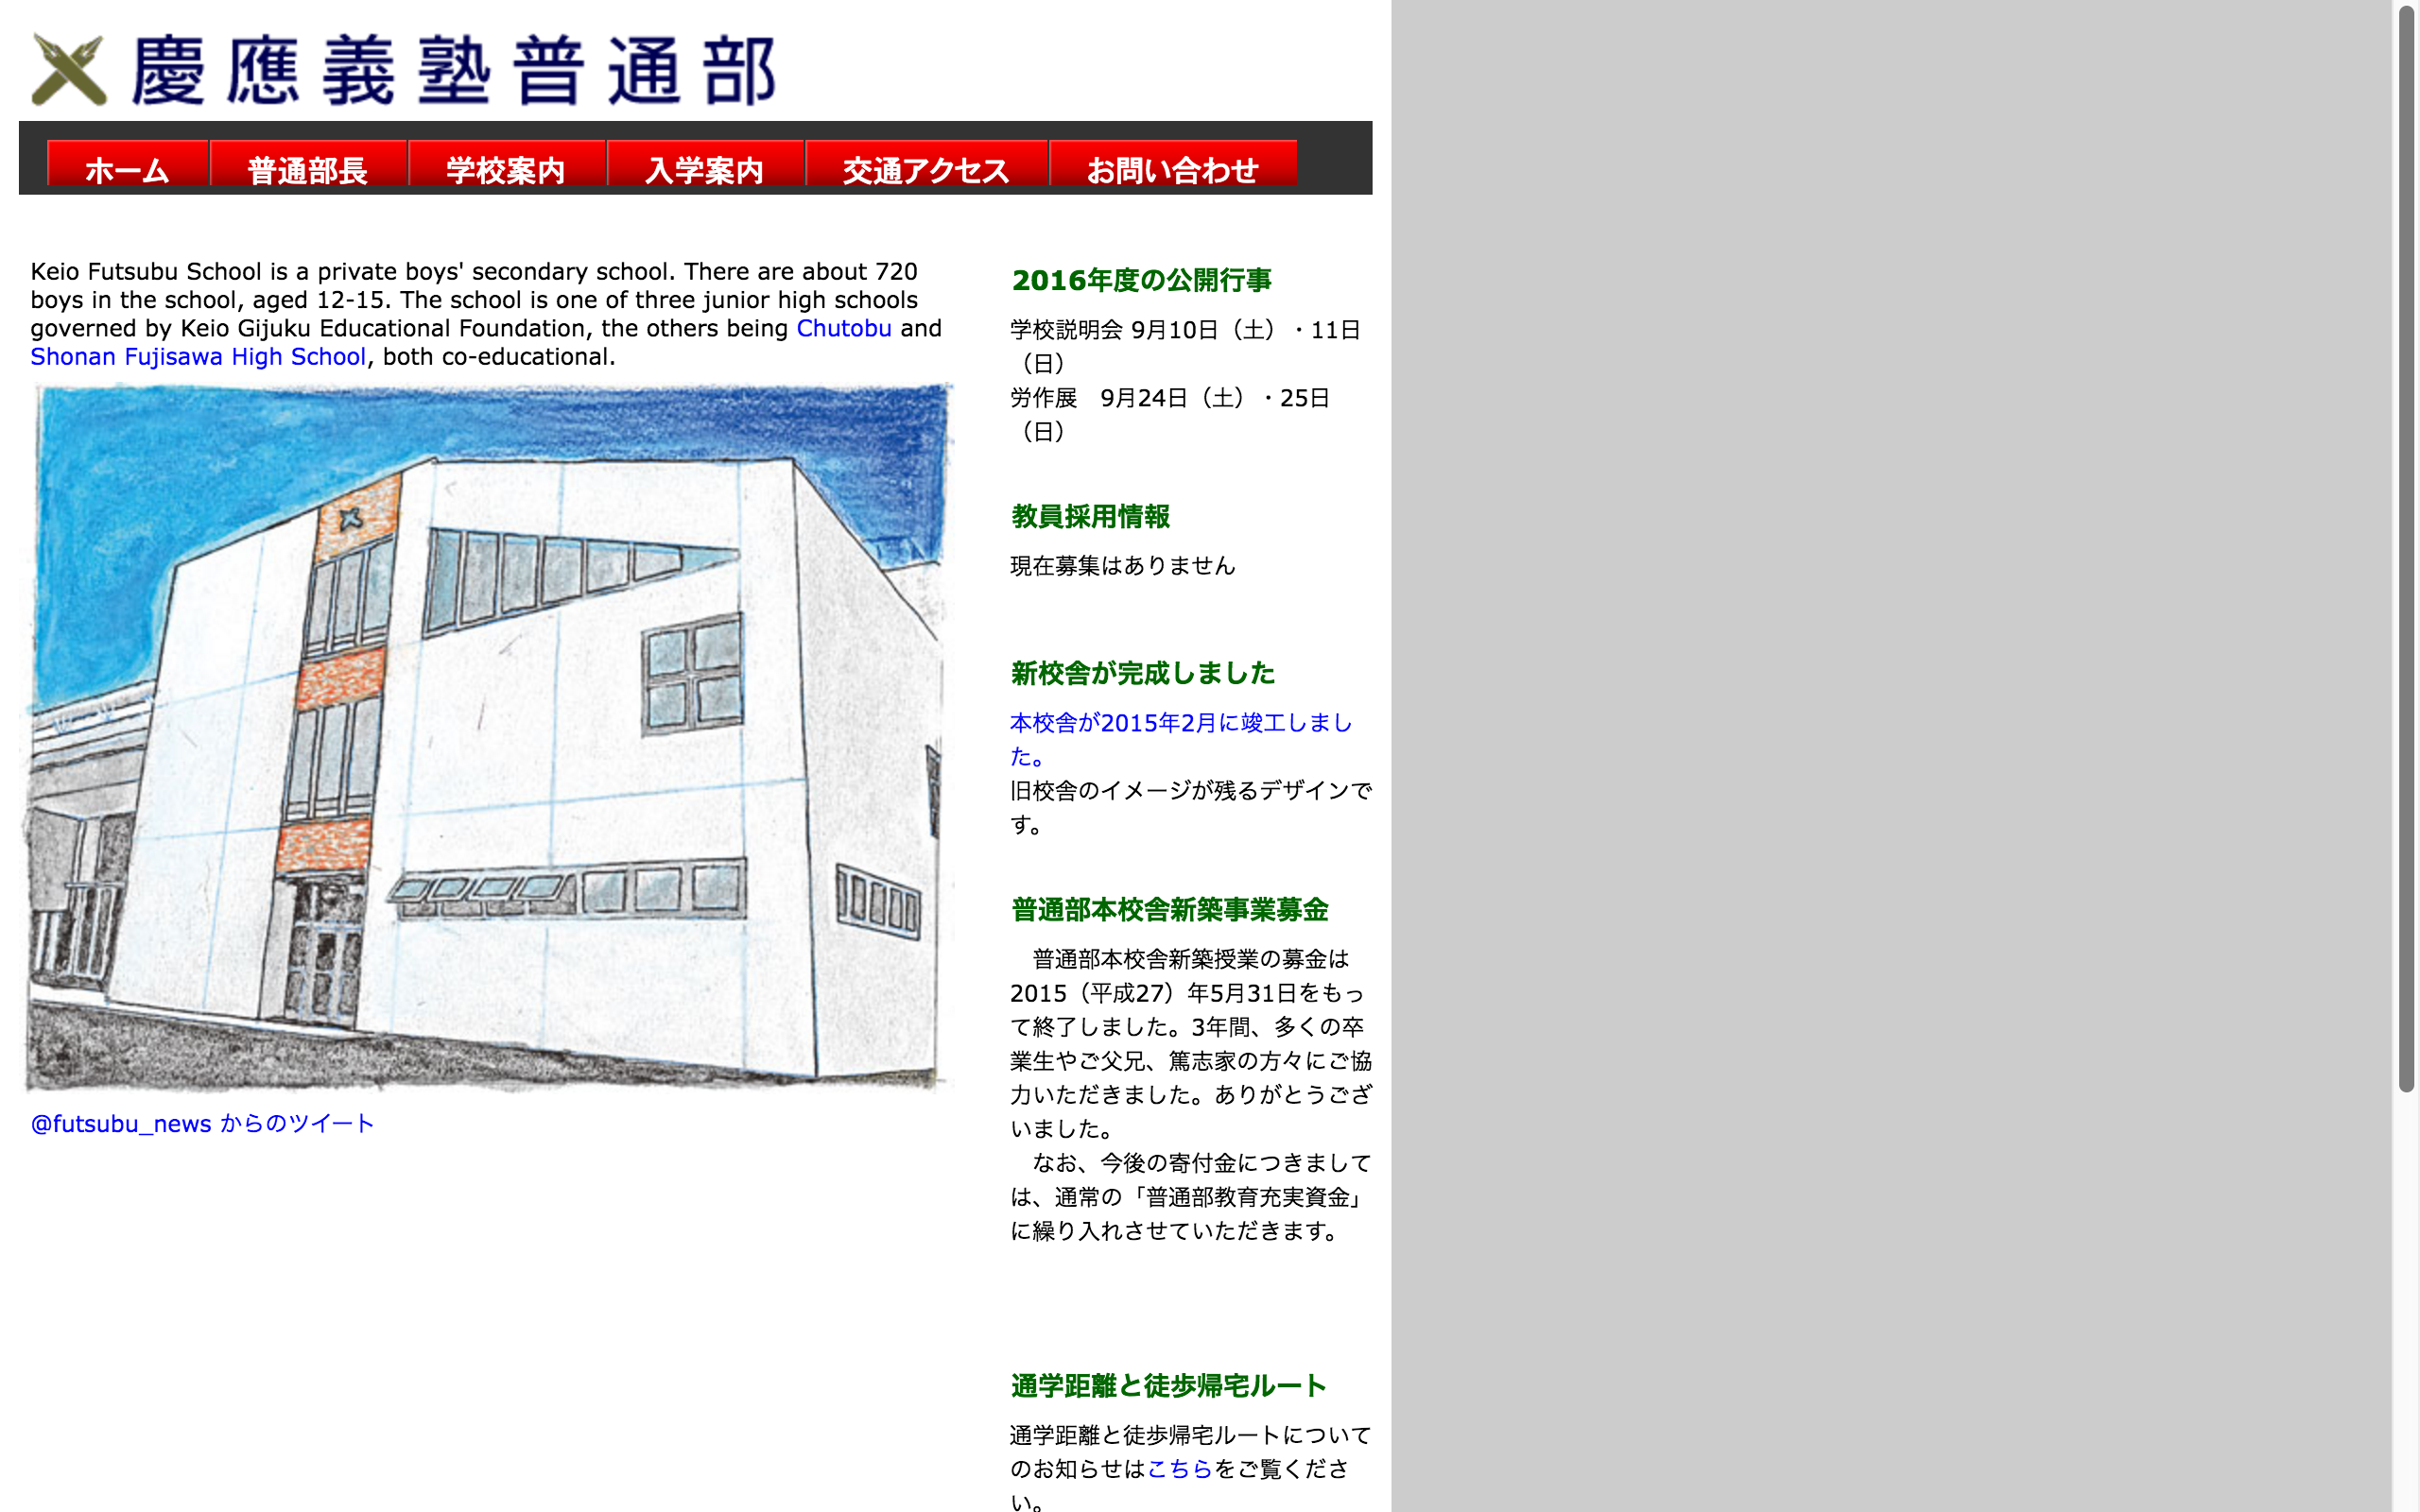 慶應義塾普通部
ホーム 普通部長 学校案内 入学案内 交通アクセス お問い合わせ
Keio Futsubu School is a private boys' secondary school. There are about 720
boys in the school, aged 12-15. The school is one of three junior high schools
governed by Keio Gijuku Educational Foundation, the others being Chutobu and
Shonan Fujisawa High School, both co-educational.
@futsubu_news からのツイート
2016年度の公開行事
学校説明会 9月10日（土）・11日
（日）
労作展　9月24日（土）・25日
（日）
教員採用情報
現在募集はありません
新校舎が完成しました
本校舎が2015年2月に竣工しまし
た。
旧校舎のイメージが残るデザインで
す。
普通部本校舎新築事業募金
　普通部本校舎新築授業の募金は
2015（平成27）年5月31日をもっ
て終了しました。3年間、多くの卒
業生やご父兄、篤志家の方々にご協
力いただきました。ありがとうござ
いました。
　なお、今後の寄付金につきまして
は、通常の「普通部教育充実資金」
に繰り入れさせていただきます。
通学距離と徒歩帰宅ルート
通学距離と徒歩帰宅ルートについて
のお知らせはこちらをご覧くださ
い。